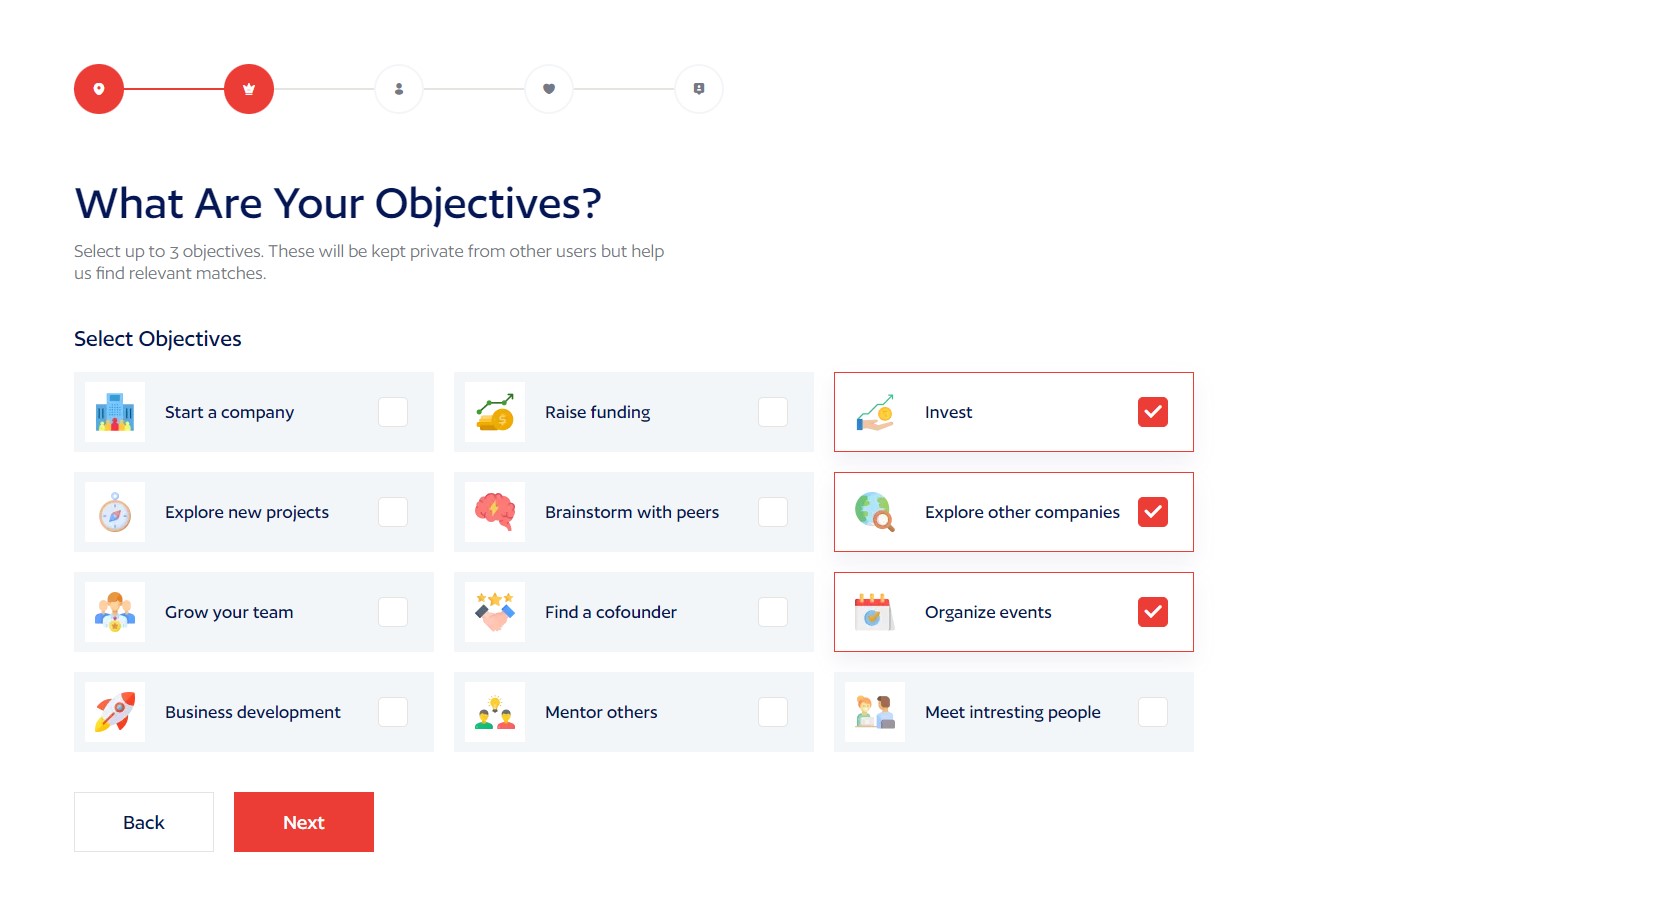 What Are Your Objectives?
Select up to 3 objectives. These will be kept private from other users but help
us find relevant matches.
Select Objectives
Start a company
Raise funding
Invest
Explore new projects
Brainstorm with peers
Explore other companies
Grow your team
Find a cofounder
Organize events
Business development
Mentor others
Meet intresting people
Back
Next